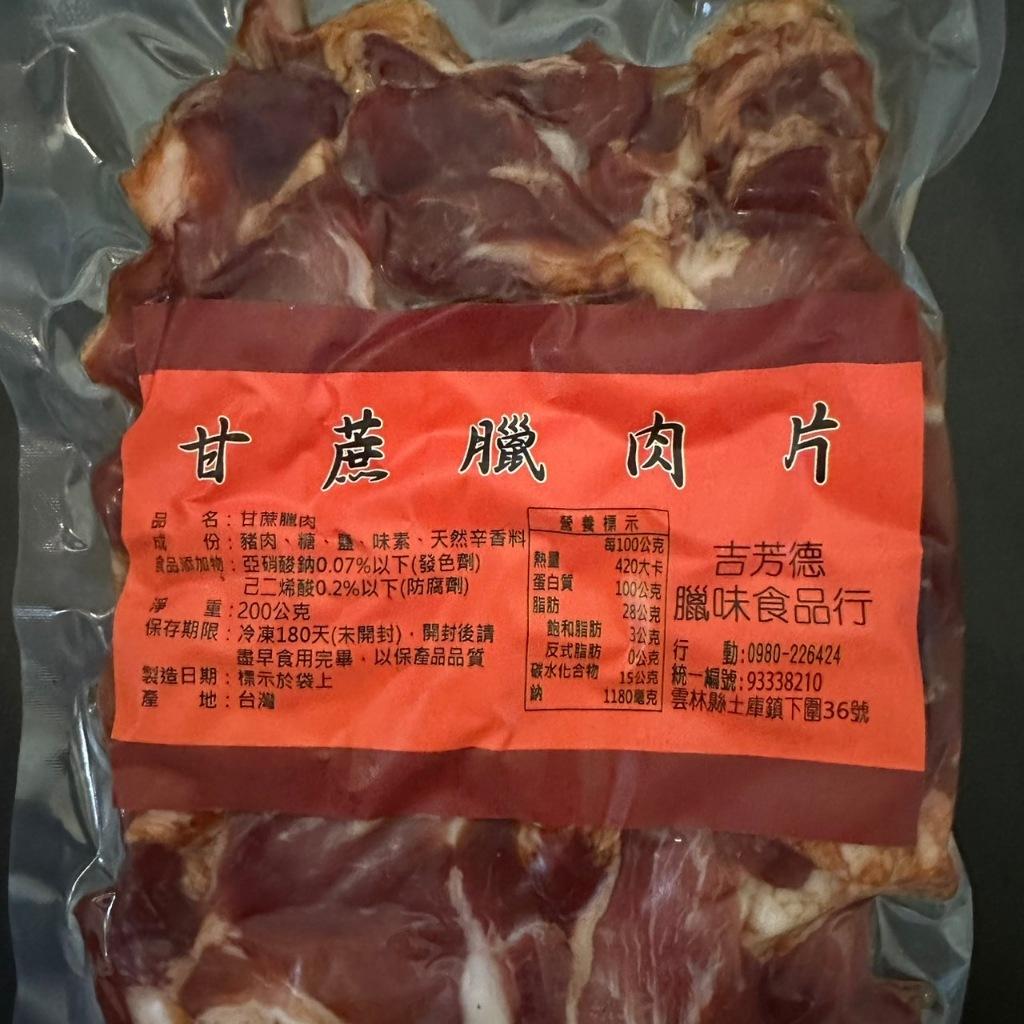 甘蔗臘肉片
品　　名：甘蔗臘肉
成　　份：豬肉、糖、鹽、味素、天然辛香料
食品添加物：亞硝酸鈉0.07%以下(發色劑)
己二烯酸0.2%以下(防腐劑)
淨　　重：200公克
保存期限：冷凍180天(未開封)，開封後請
盡早食用完畢，以保產品品質
製造日期：標示於袋上
產　　地：台灣
營養標示
每100公克
熱量 420大卡
蛋白質 100公克
脂肪 28公克
飽和脂肪 3公克
反式脂肪 0公克
碳水化合物 15公克
鈉 1180毫克
吉芳德
臘味食品行
行　　動:0980-226424
統一編號:93338210
雲林縣土庫鎮下圍36號